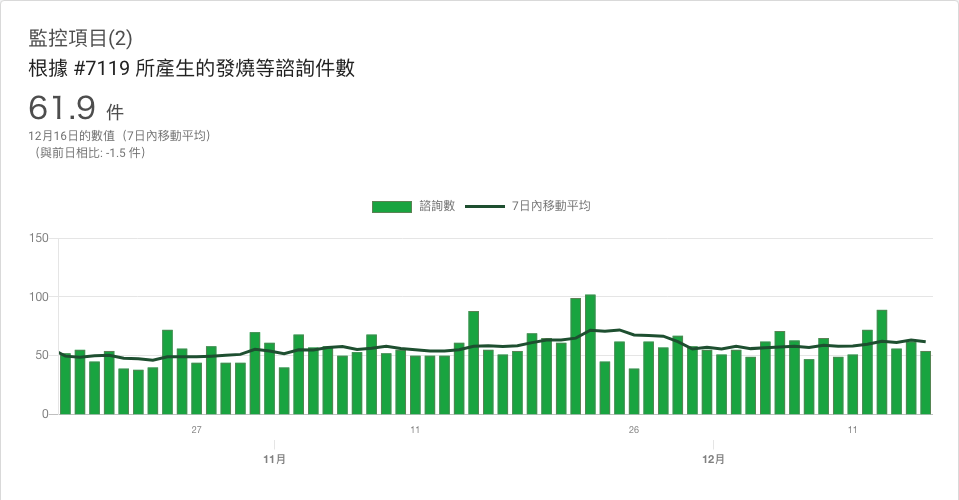 監控項目(2)
根據 #7119 所產生的發燒等諮詢件數
61.9 件
12月16日的數值（7日內移動平均）
（與前日相比: -1.5 件）
諮詢數 7日內移動平均
150
100
50
0
27 11 26 11
11月 12月